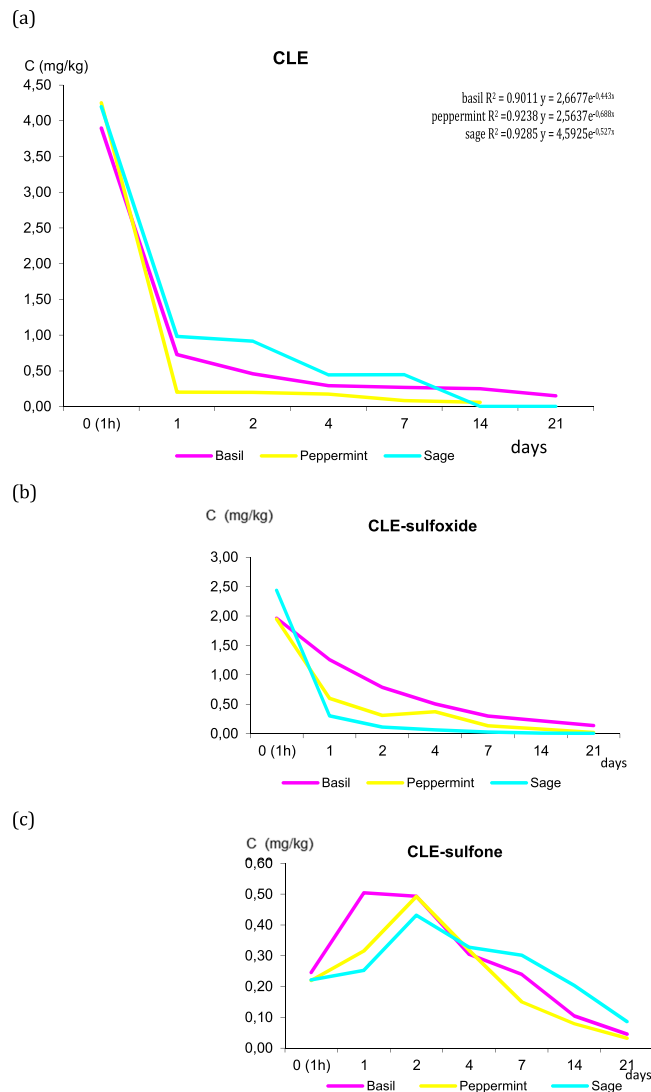 (a)
CLE
C (mg/kg)
4,50
4,00
3,50
3,00
2,50
2,00
1,50
1,00
0,50
0,00
basil R² = 0.9011 y = 2,6677e⁻⁰,⁴⁴³ˣ
peppermint R² =0.9238 y = 2,5637e⁻⁰,⁶⁸⁸ˣ
sage R² =0.9285 y = 4,5925e⁻⁰,⁵²⁷ˣ
0 (1h) 1 2 4 7 14 21
days
Basil Peppermint Sage
(b)
C (mg/kg)
CLE-sulfoxide
3,00
2,50
2,00
1,50
1,00
0,50
0,00
0 (1h) 1 2 4 7 14 21
days
Basil Peppermint Sage
(c)
C (mg/kg)
CLE-sulfone
0,60
0,50
0,40
0,30
0,20
0,10
0,00
0 (1h) 1 2 4 7 14 21
days
Basil Peppermint Sage